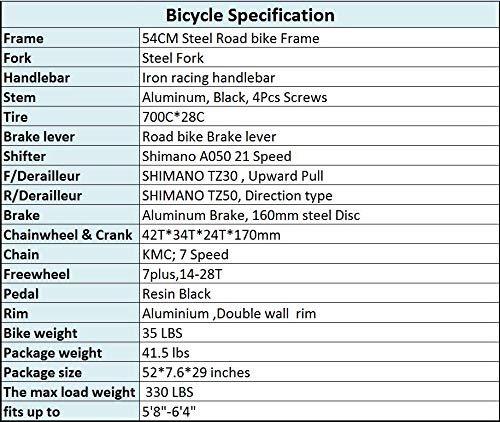 Bicycle Specification
Frame 54CM Steel Road bike Frame
Fork Steel Fork
Handlebar Iron racing handlebar
Stem Aluminum, Black, 4Pcs Screws
Tire 700C*28C
Brake lever Road bike Brake lever
Shifter Shimano A050 21 Speed
F/Derailleur SHIMANO TZ30 , Upward Pull
R/Derailleur SHIMANO TZ50, Direction type
Brake Aluminum Brake, 160mm steel Disc
Chainwheel & Crank 42T*34T*24T*170mm
Chain KMC; 7 Speed
Freewheel 7plus,14-28T
Pedal Resin Black
Rim Aluminium ,Double wall rim
Bike weight 35 LBS
Package weight 41.5 lbs
Package size 52*7.6*29 inches
The max load weight 330 LBS
fits up to 5'8"-6'4"